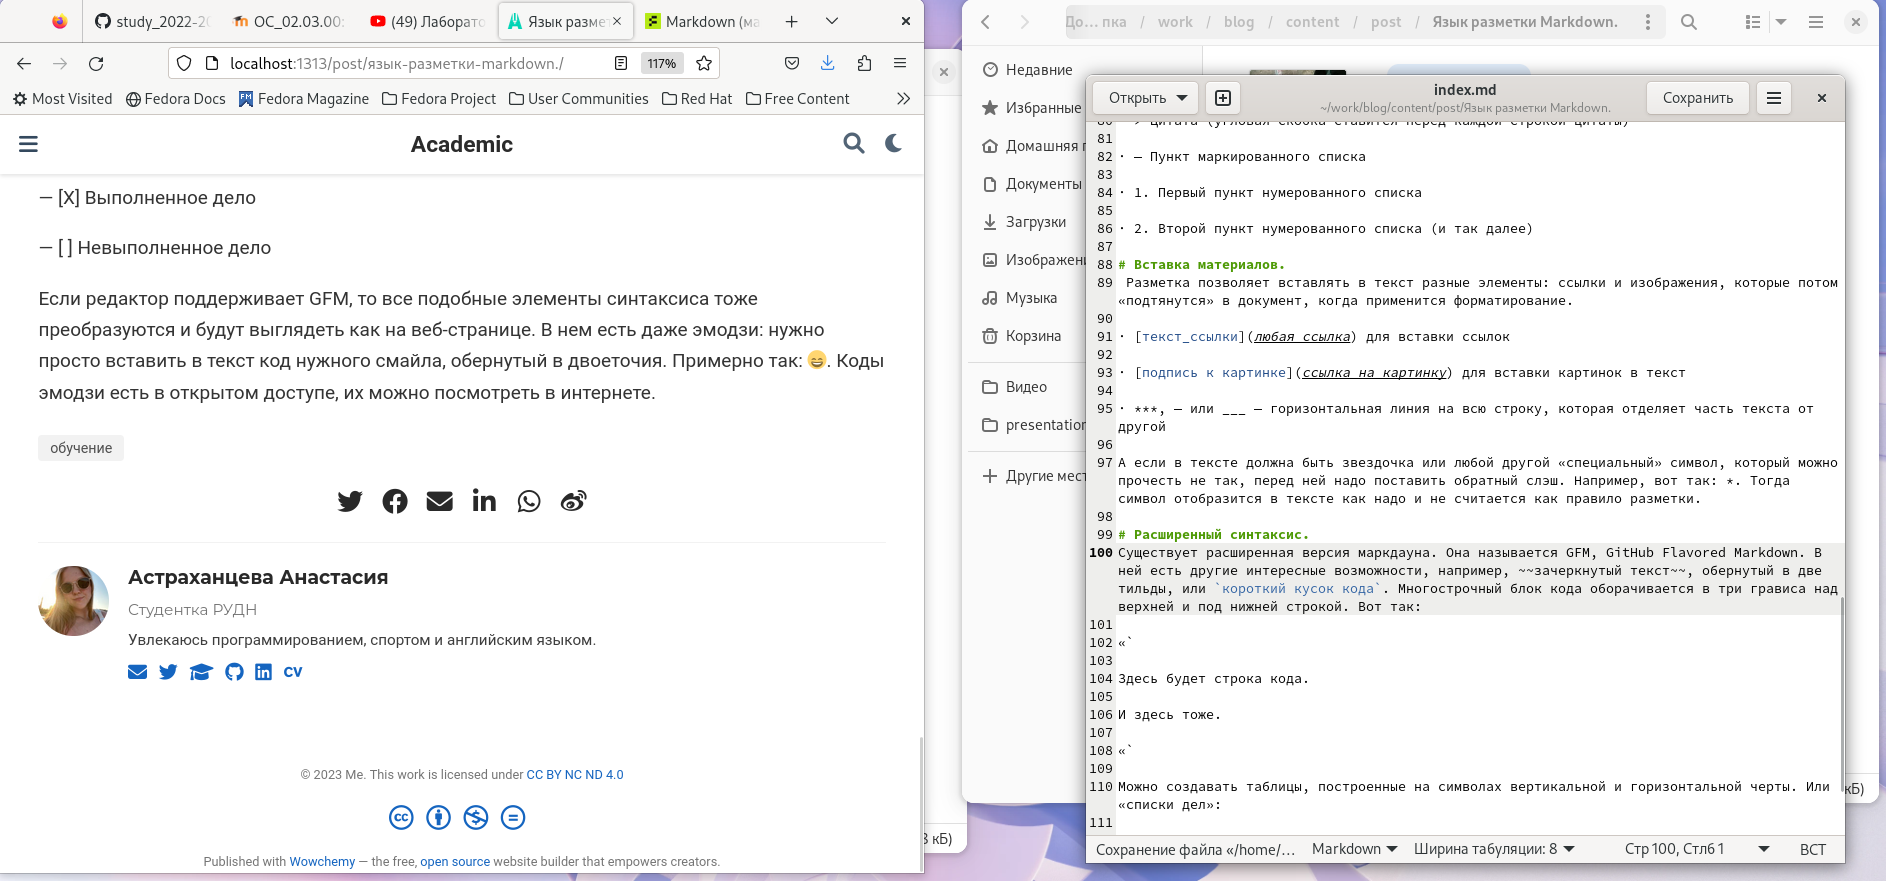 study_2022-2
ОС_02.03.00:
(49) Лаборато
Язык разме
Markdown (ма
localhost:1313/post/язык-разметки-markdown./
117%
Most Visited
Fedora Docs
Fedora Magazine
Fedora Project
User Communities
Red Hat
Free Content
Academic
— [X] Выполненное дело
— [ ] Невыполненное дело
Если редактор поддерживает GFM, то все подобные элементы синтаксиса тоже
преобразуются и будут выглядеть как на веб-странице. В нем есть даже эмодзи: нужно
просто вставить в текст код нужного смайла, обернутый в двоеточия. Примерно так: 😄. Коды
эмодзи есть в открытом доступе, их можно посмотреть в интернете.
обучение
Астраханцева Анастасия
Студентка РУДН
Увлекаюсь программированием, спортом и английским языком.
CV
© 2023 Me. This work is licensed under CC BY NC ND 4.0
Published with Wowchemy — the free, open source website builder that empowers creators.
До… пка / work / blog / content / post / Язык разметки Markdown.
Недавние
Избранные
Домашняя п
Документы
Загрузки
Изображени
Музыка
Корзина
Видео
presentation
Другие мест
кБ)
8 кБ)
Открыть
index.md
~/work/blog/content/post/Язык разметки Markdown.
Сохранить
80 · > Цитата (угловая скобка ставится перед каждой строкой цитаты)
81
82 · — Пункт маркированного списка
83
84 · 1. Первый пункт нумерованного списка
85
86 · 2. Второй пункт нумерованного списка (и так далее)
87
88 # Вставка материалов.
89 Разметка позволяет вставлять в текст разные элементы: ссылки и изображения, которые потом
«подтянутся» в документ, когда применится форматирование.
90
91 · [текст_ссылки](любая ссылка) для вставки ссылок
92
93 · [подпись к картинке](ссылка на картинку) для вставки картинок в текст
94
95 · ***, — или ___ — горизонтальная линия на всю строку, которая отделяет часть текста от
другой
96
97 А если в тексте должна быть звездочка или любой другой «специальный» символ, который можно
прочесть не так, перед ней надо поставить обратный слэш. Например, вот так: *. Тогда
символ отобразится в тексте как надо и не считается как правило разметки.
98
99 # Расширенный синтаксис.
100 Существует расширенная версия маркдауна. Она называется GFM, GitHub Flavored Markdown. В
ней есть другие интересные возможности, например, ~~зачеркнутый текст~~, обернутый в две
тильды, или `короткий кусок кода`. Многострочный блок кода оборачивается в три грависа над
верхней и под нижней строкой. Вот так:
101
102 «`
103
104 Здесь будет строка кода.
105
106 И здесь тоже.
107
108 «`
109
110 Можно создавать таблицы, построенные на символах вертикальной и горизонтальной черты. Или
«списки дел»:
111
Сохранение файла «/home/…
Markdown
Ширина табуляции: 8
Стр 100, Стлб 1
ВСТ